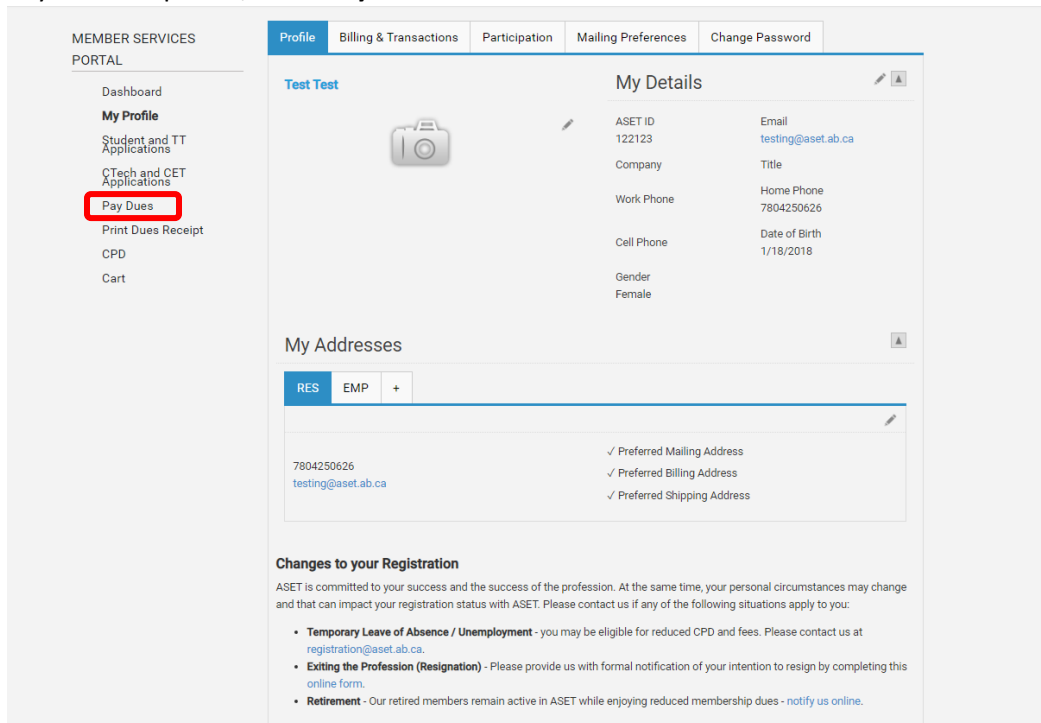 MEMBER SERVICES
PORTAL
Dashboard
My Profile
Student and TT
Applications
CTech and CET
Applications
Pay Dues
Print Dues Receipt
CPD
Cart
Profile Billing & Transactions Participation Mailing Preferences Change Password
Test Test
My Details
ASET ID Email
122123 testing@aset.ab.ca
Company Title
Work Phone Home Phone
7804250626
Cell Phone Date of Birth
1/18/2018
Gender
Female
My Addresses
RES EMP +
7804250626
testing@aset.ab.ca
✓ Preferred Mailing Address
✓ Preferred Billing Address
✓ Preferred Shipping Address
Changes to your Registration
ASET is committed to your success and the success of the profession. At the same time, your personal circumstances may change
and that can impact your registration status with ASET. Please contact us if any of the following situations apply to you:
• Temporary Leave of Absence / Unemployment - you may be eligible for reduced CPD and fees. Please contact us at
registration@aset.ab.ca.
• Exiting the Profession (Resignation) - Please provide us with formal notification of your intention to resign by completing this
online form.
• Retirement - Our retired members remain active in ASET while enjoying reduced membership dues - notify us online.